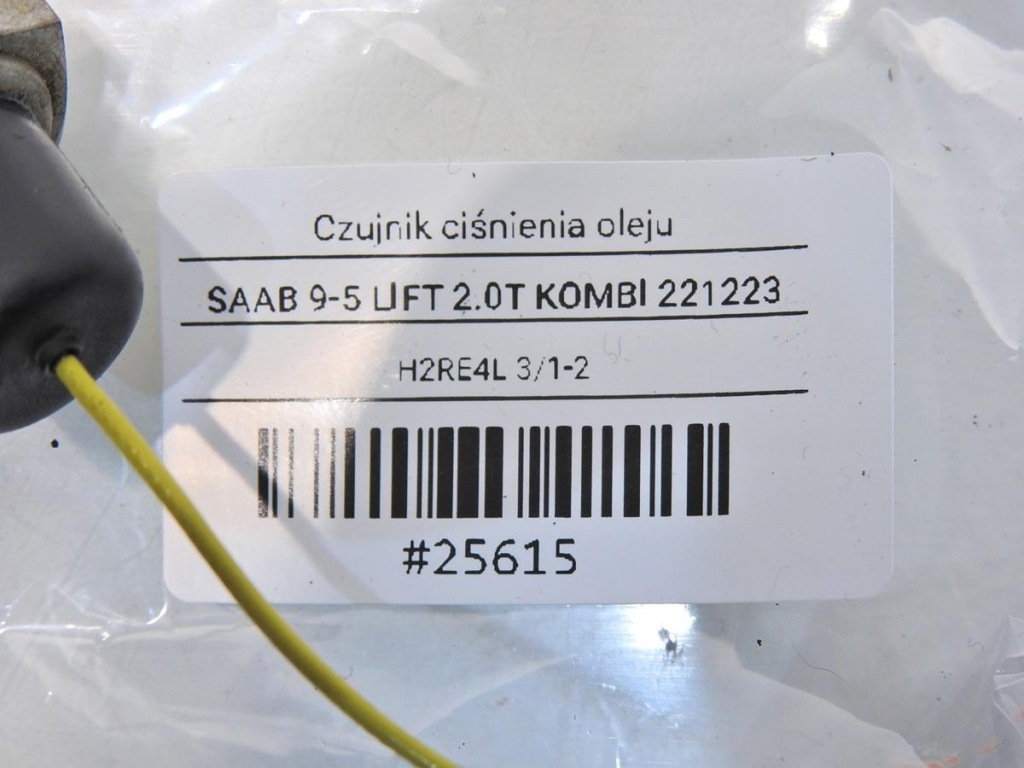 Czujnik ciśnienia oleju
SAAB 9-5 LIFT 2.0T KOMBI 221223
H2RE4L 3/1-2
#25615